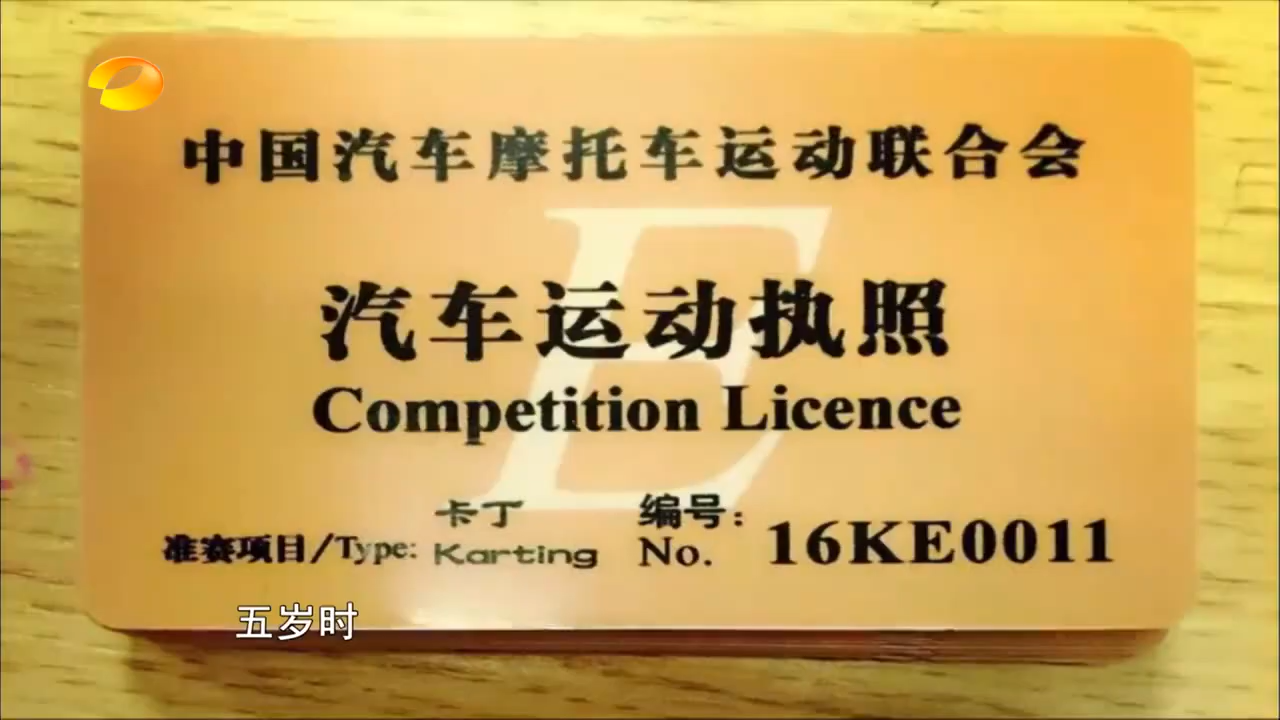 中国汽车摩托车运动联合会
E
汽车运动执照
Competition Licence
准赛项目/Type: 卡丁 Karting
编号: No. 16KE0011
五岁时